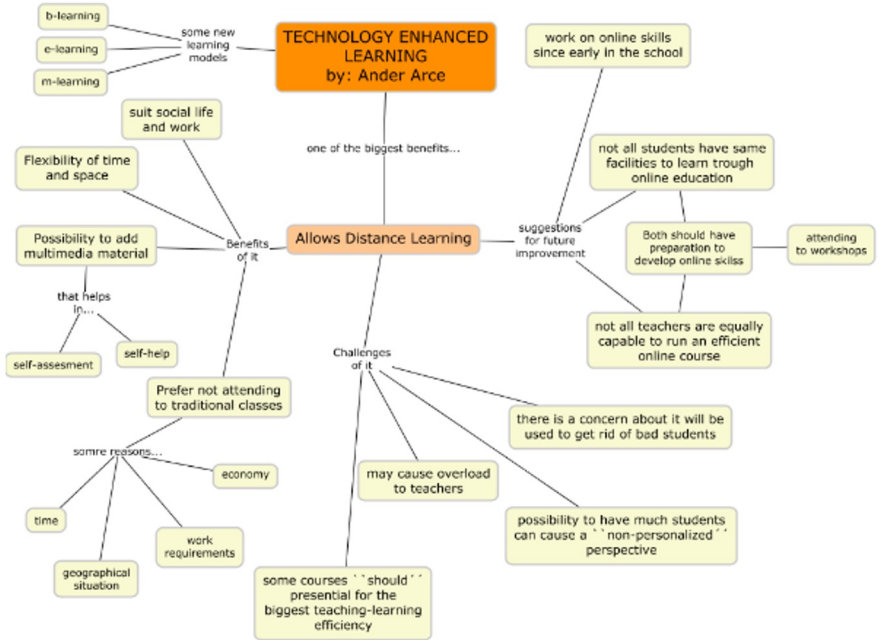 TECHNOLOGY ENHANCED
LEARNING
by: Ander Arce
some new
learning
models
b-learning
e-learning
m-learning
one of the biggest benefits...
Allows Distance Learning
Benefits
of it
suit social life
and work
Flexibility of time
and space
Possibility to add
multimedia material
that helps
in...
self-assesment
self-help
Prefer not attending
to traditional classes
somre reasons...
economy
time
work
requirements
geographical
situation
Challenges
of it
there is a concern about it will be
used to get rid of bad students
may cause overload
to teachers
possibility to have much students
can cause a ``non-personalized´´
perspective
some courses ``should´´
presential for the
biggest teaching-learning
efficiency
suggestions
for future
improvement
work on online skills
since early in the school
not all students have same
facilities to learn trough
online education
Both should have
preparation to
develop online skilss
attending
to workshops
not all teachers are equally
capable to run an efficient
online course